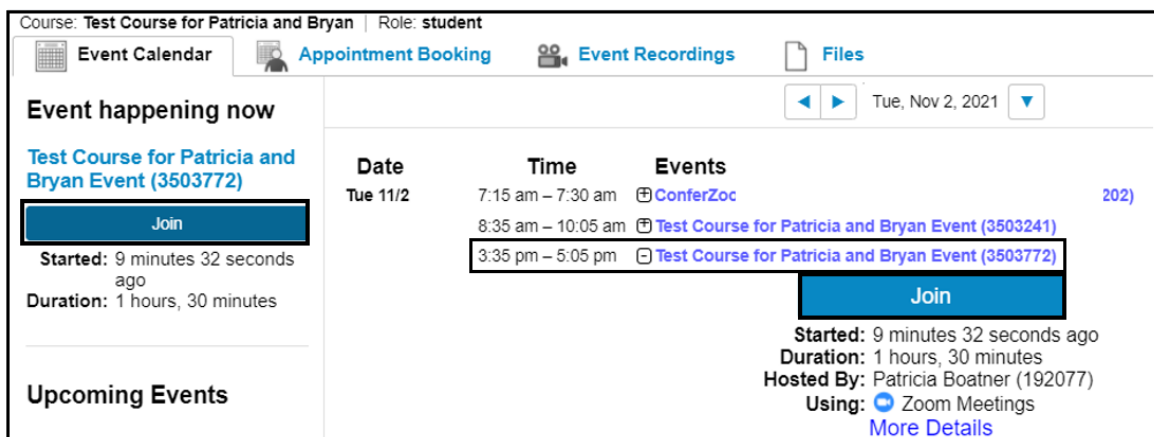 Course: Test Course for Patricia and Bryan | Role: student
Event Calendar
Appointment Booking
Event Recordings
Files
Event happening now
Test Course for Patricia and
Bryan Event (3503772)
Join
Started: 9 minutes 32 seconds
ago
Duration: 1 hours, 30 minutes
Upcoming Events
Tue, Nov 2, 2021
Date Time Events
Tue 11/2 7:15 am – 7:30 am ConferZoc 202)
8:35 am – 10:05 am Test Course for Patricia and Bryan Event (3503241)
3:35 pm – 5:05 pm Test Course for Patricia and Bryan Event (3503772)
Join
Started: 9 minutes 32 seconds ago
Duration: 1 hours, 30 minutes
Hosted By: Patricia Boatner (192077)
Using: Zoom Meetings
More Details